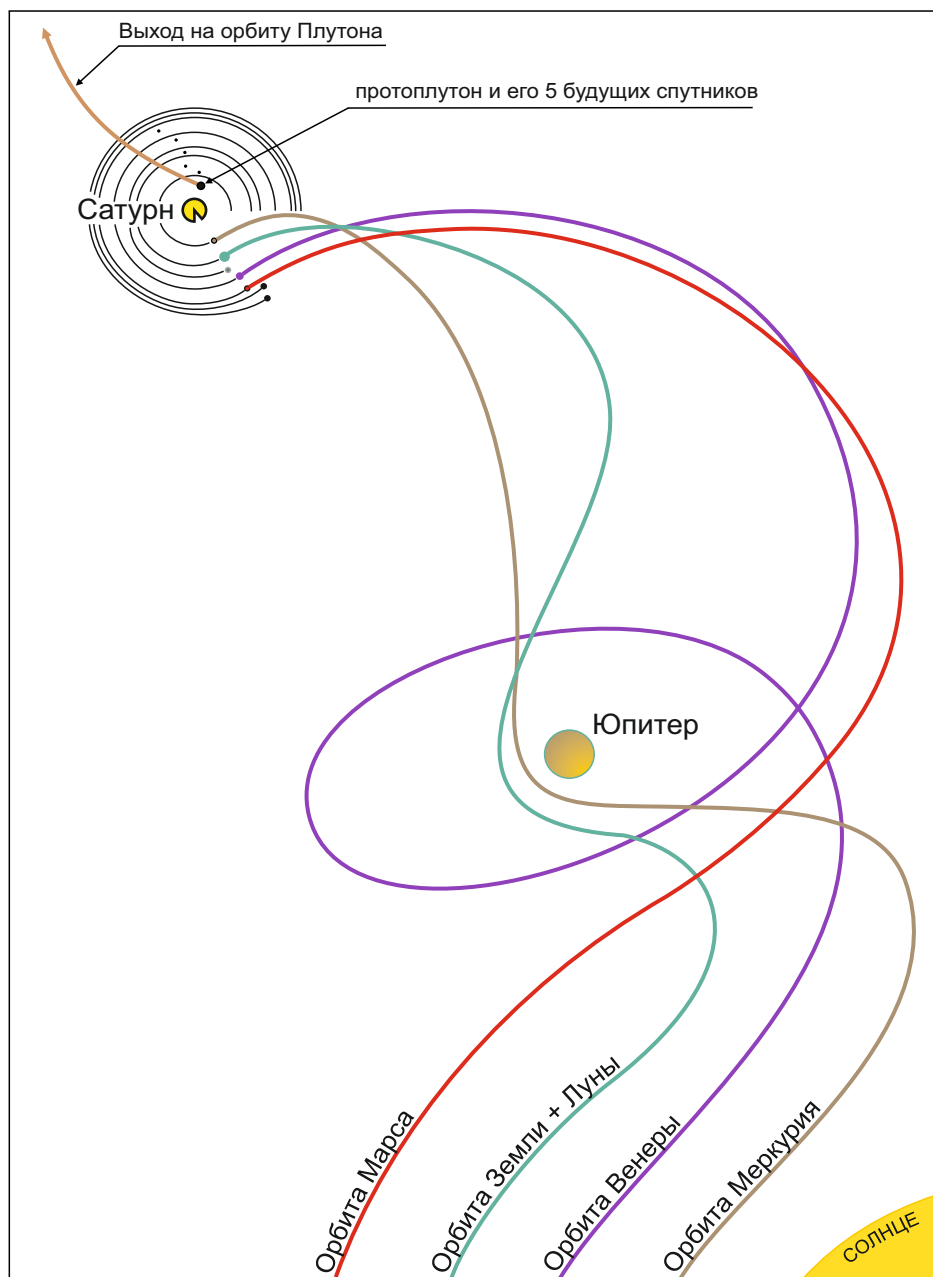 Выход на орбиту Плутона
протоплутон и его 5 будущих спутников
Сатурн
Юпитер
Орбита Марса
Орбита Земли + Луны
Орбита Венеры
Орбита Меркурия
СОЛНЦЕ